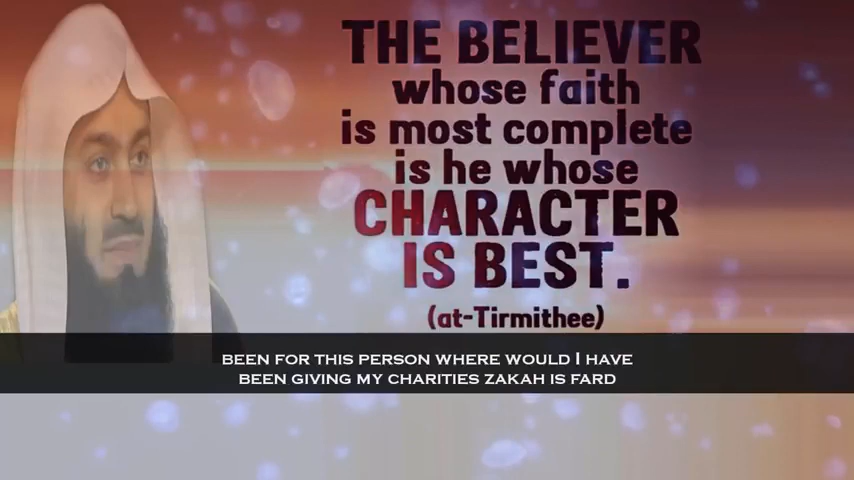 THE BELIEVER
whose faith
is most complete
is he whose
CHARACTER
IS BEST.
(at-Tirmithee)
BEEN FOR THIS PERSON WHERE WOULD I HAVE
BEEN GIVING MY CHARITIES ZAKAH IS FARD